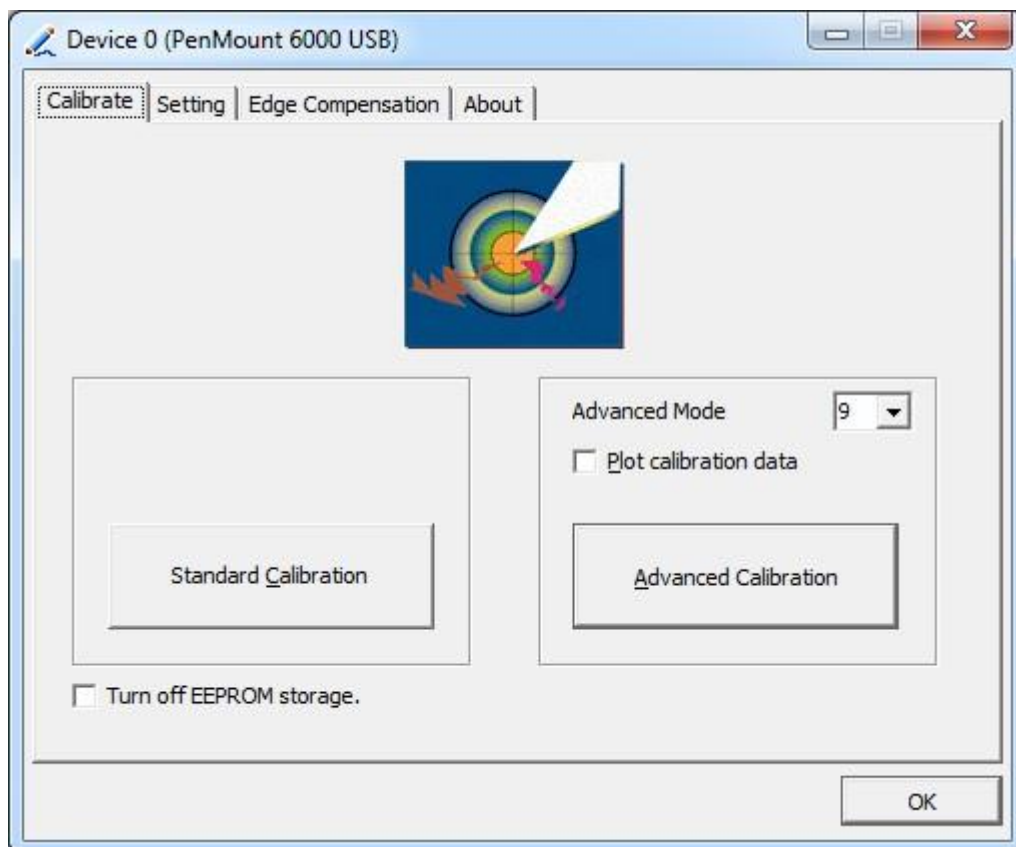 Device 0 (PenMount 6000 USB)
Calibrate Setting Edge Compensation About
Advanced Mode 9
Plot calibration data
Standard Calibration
Advanced Calibration
Turn off EEPROM storage.
OK